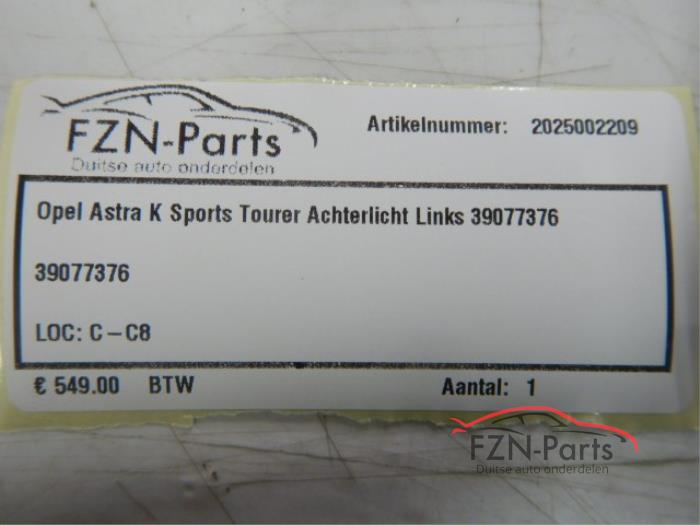 FZN-Parts
Duitse auto onderdelen
Artikelnummer: 2025002209
Opel Astra K Sports Tourer Achterlicht Links 39077376
39077376
LOC: C-C8
€ 549.00 BTW
Aantal: 1
FZN-Parts
Duitse auto onderdelen